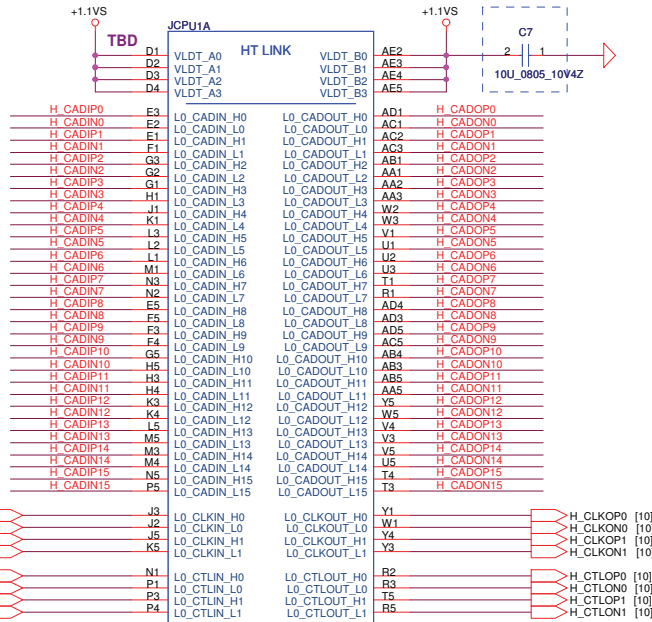 +1.1VS +1.1VS
JCPU1A
TBD HT LINK C7
2 1
10U_0805_10V4Z
D1 VLDT_A0 VLDT_B0 AE2
D2 VLDT_A1 VLDT_B1 AE3
D3 VLDT_A2 VLDT_B2 AE4
D4 VLDT_A3 VLDT_B3 AE5
H_CADIP0 E3 L0_CADIN_H0 L0_CADOUT_H0 AD1 H_CADOP0
H_CADIN0 E2 L0_CADIN_L0 L0_CADOUT_L0 AC1 H_CADON0
H_CADIP1 E1 L0_CADIN_H1 L0_CADOUT_H1 AC2 H_CADOP1
H_CADIN1 F1 L0_CADIN_L1 L0_CADOUT_L1 AC3 H_CADON1
H_CADIP2 G3 L0_CADIN_H2 L0_CADOUT_H2 AB1 H_CADOP2
H_CADIN2 G2 L0_CADIN_L2 L0_CADOUT_L2 AA1 H_CADON2
H_CADIP3 G1 L0_CADIN_H3 L0_CADOUT_H3 AA2 H_CADOP3
H_CADIN3 H1 L0_CADIN_L3 L0_CADOUT_L3 AA3 H_CADON3
H_CADIP4 J1 L0_CADIN_H4 L0_CADOUT_H4 W2 H_CADOP4
H_CADIN4 K1 L0_CADIN_L4 L0_CADOUT_L4 W3 H_CADON4
H_CADIP5 L3 L0_CADIN_H5 L0_CADOUT_H5 V1 H_CADOP5
H_CADIN5 L2 L0_CADIN_L5 L0_CADOUT_L5 U1 H_CADON5
H_CADIP6 L1 L0_CADIN_H6 L0_CADOUT_H6 U2 H_CADOP6
H_CADIN6 M1 L0_CADIN_L6 L0_CADOUT_L6 U3 H_CADON6
H_CADIP7 N3 L0_CADIN_H7 L0_CADOUT_H7 T1 H_CADOP7
H_CADIN7 N2 L0_CADIN_L7 L0_CADOUT_L7 R1 H_CADON7
H_CADIP8 E5 L0_CADIN_H8 L0_CADOUT_H8 AD4 H_CADOP8
H_CADIN8 F5 L0_CADIN_L8 L0_CADOUT_L8 AD3 H_CADON8
H_CADIP9 F3 L0_CADIN_H9 L0_CADOUT_H9 AD5 H_CADOP9
H_CADIN9 F4 L0_CADIN_L9 L0_CADOUT_L9 AC5 H_CADON9
H_CADIP10 G5 L0_CADIN_H10 L0_CADOUT_H10 AB4 H_CADOP10
H_CADIN10 H5 L0_CADIN_L10 L0_CADOUT_L10 AB3 H_CADON10
H_CADIP11 H3 L0_CADIN_H11 L0_CADOUT_H11 AB5 H_CADOP11
H_CADIN11 H4 L0_CADIN_L11 L0_CADOUT_L11 AA5 H_CADON11
H_CADIP12 K3 L0_CADIN_H12 L0_CADOUT_H12 Y5 H_CADOP12
H_CADIN12 K4 L0_CADIN_L12 L0_CADOUT_L12 W5 H_CADON12
H_CADIP13 L5 L0_CADIN_H13 L0_CADOUT_H13 V4 H_CADOP13
H_CADIN13 M5 L0_CADIN_L13 L0_CADOUT_L13 V3 H_CADON13
H_CADIP14 M3 L0_CADIN_H14 L0_CADOUT_H14 V5 H_CADOP14
H_CADIN14 M4 L0_CADIN_L14 L0_CADOUT_L14 U5 H_CADON14
H_CADIP15 N5 L0_CADIN_H15 L0_CADOUT_H15 T4 H_CADOP15
H_CADIN15 P5 L0_CADIN_L15 L0_CADOUT_L15 T3 H_CADON15
J3 L0_CLKIN_H0 L0_CLKOUT_H0 Y1 H_CLKOP0 [10]
J2 L0_CLKIN_L0 L0_CLKOUT_L0 W1 H_CLKON0 [10]
J5 L0_CLKIN_H1 L0_CLKOUT_H1 Y4 H_CLKOP1 [10]
K5 L0_CLKIN_L1 L0_CLKOUT_L1 Y3 H_CLKON1 [10]
N1 L0_CTLIN_H0 L0_CTLOUT_H0 R2 H_CTLOP0 [10]
P1 L0_CTLIN_L0 L0_CTLOUT_L0 R3 H_CTLON0 [10]
P3 L0_CTLIN_H1 L0_CTLOUT_H1 T5 H_CTLOP1 [10]
P4 L0_CTLIN_L1 L0_CTLOUT_L1 R5 H_CTLON1 [10]